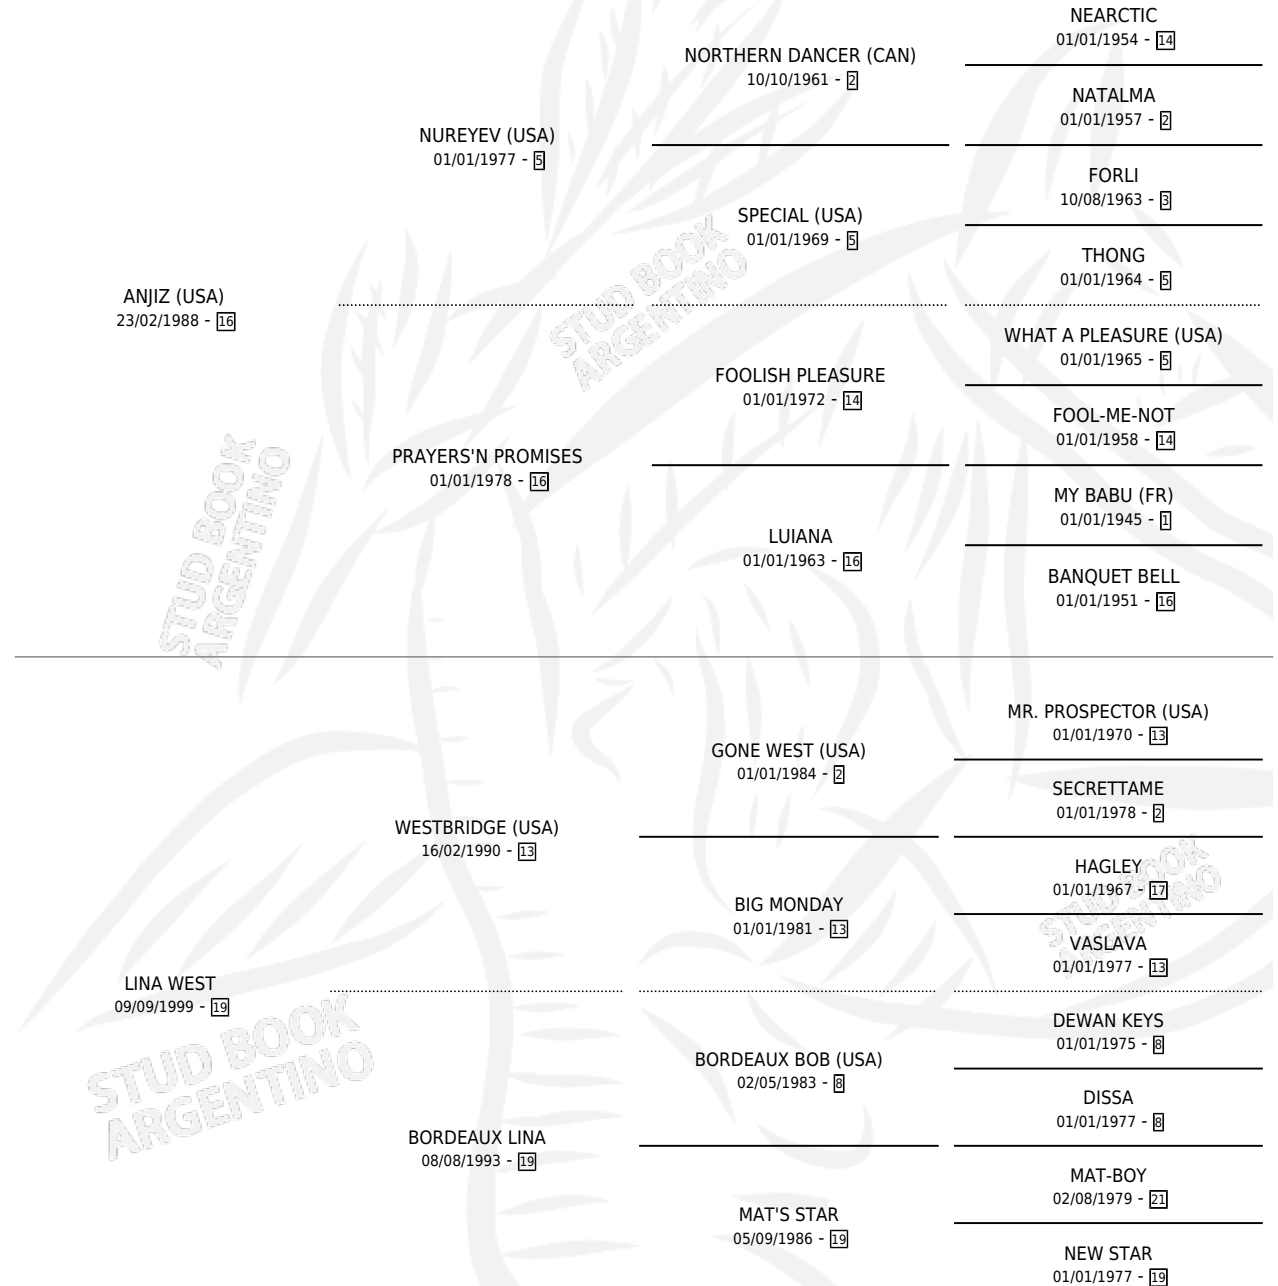 NEARCTIC
01/01/1954 - 14
NORTHERN DANCER (CAN)
10/10/1961 - 2
NATALMA
01/01/1957 - 2
NUREYEV (USA)
01/01/1977 - 5
FORLI
10/08/1963 - 3
SPECIAL (USA)
01/01/1969 - 5
THONG
01/01/1964 - 5
ANJIZ (USA)
23/02/1988 - 16
WHAT A PLEASURE (USA)
01/01/1965 - 5
FOOLISH PLEASURE
01/01/1972 - 14
FOOL-ME-NOT
01/01/1958 - 14
PRAYERS'N PROMISES
01/01/1978 - 16
MY BABU (FR)
01/01/1945 - 1
LUIANA
01/01/1963 - 16
BANQUET BELL
01/01/1951 - 16
STUD BOOK
ARGENTINO
STUD BOOK
ARGENTINO
MR. PROSPECTOR (USA)
01/01/1970 - 13
GONE WEST (USA)
01/01/1984 - 2
SECRETTAME
01/01/1978 - 2
WESTBRIDGE (USA)
16/02/1990 - 13
HAGLEY
01/01/1967 - 17
BIG MONDAY
01/01/1981 - 13
VASLAVA
01/01/1977 - 13
STUD BOOK
ARGENTINO
LINA WEST
09/09/1999 - 19
DEWAN KEYS
01/01/1975 - 8
BORDEAUX BOB (USA)
02/05/1983 - 8
DISSA
01/01/1977 - 8
STUD BOOK
ARGENTINO
BORDEAUX LINA
08/08/1993 - 19
MAT-BOY
02/08/1979 - 21
MAT'S STAR
05/09/1986 - 19
NEW STAR
01/01/1977 - 19